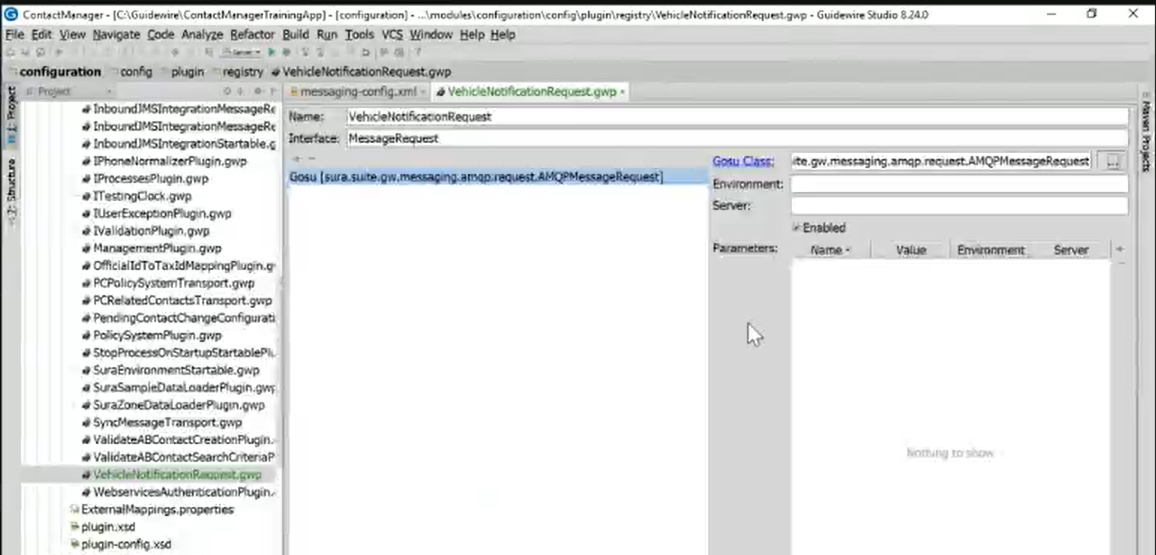 ContactManager - [C:\Guidewire\ContactManagerTrainingApp] - [configuration] - ...\modules\configuration\config\plugin\registry\VehicleNotificationRequest.gwp - Guidewire Studio 8.24.0
File Edit View Navigate Code Analyze Refactor Build Run Tools VCS Window Help Help
Server
configuration config plugin registry VehicleNotificationRequest.gwp
Project messaging-config.xml VehicleNotificationRequest.gwp
1: Project
2: Structure
Maven Projects
InboundJMSIntegrationMessageRe
InboundJMSIntegrationMessageRe
InboundJMSIntegrationStartable.g
IPhoneNormalizerPlugin.gwp
IProcessesPlugin.gwp
ITestingClock.gwp
IUserExceptionPlugin.gwp
IValidationPlugin.gwp
ManagementPlugin.gwp
OfficialIdToTaxIdMappingPlugin.g
PCPolicySystemTransport.gwp
PCRelatedContactsTransport.gwp
PendingContactChangeConfigurati
PolicySystemPlugin.gwp
StopProcessOnStartupStartablePl
SuraEnvironmentStartable.gwp
SuraSampleDataLoaderPlugin.gwp
SuraZoneDataLoaderPlugin.gwp
SyncMessageTransport.gwp
ValidateABContactCreationPlugin.
ValidateABContactSearchCriteriaP
VehicleNotificationRequest.gwp
WebservicesAuthenticationPlugin.
ExternalMappings.properties
plugin.xsd
plugin-config.xsd
Name: VehicleNotificationRequest
Interface: MessageRequest
Gosu [sura.suite.gw.messaging.amqp.request.AMQPMessageRequest]
Gosu Class: ite.gw.messaging.amqp.request.AMQPMessageRequest ...
Environment:
Server:
Enabled
Parameters: Name Value Environment Server
Nothing to show